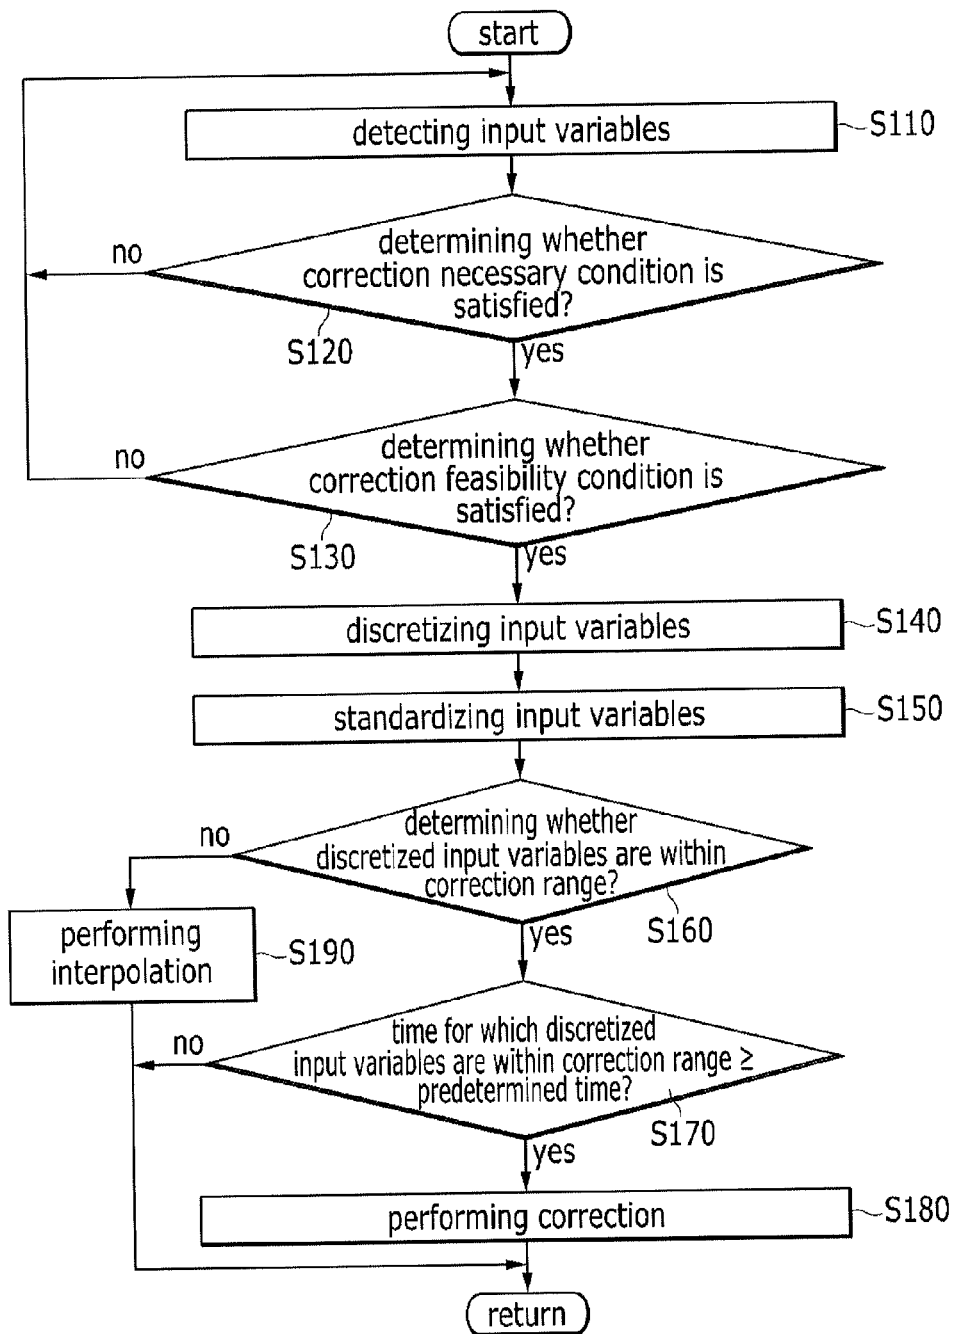 start
detecting input variables
S110
determining whether
correction necessary condition is
satisfied?
no
S120
yes
determining whether
correction feasibility condition is
satisfied?
no
S130
yes
discretizing input variables
S140
standardizing input variables
S150
determining whether
discretized input variables are within
correction range?
no
S160
yes
performing
interpolation
S190
time for which discretized
input variables are within correction range ≥
predetermined time?
no
S170
yes
performing correction
S180
return